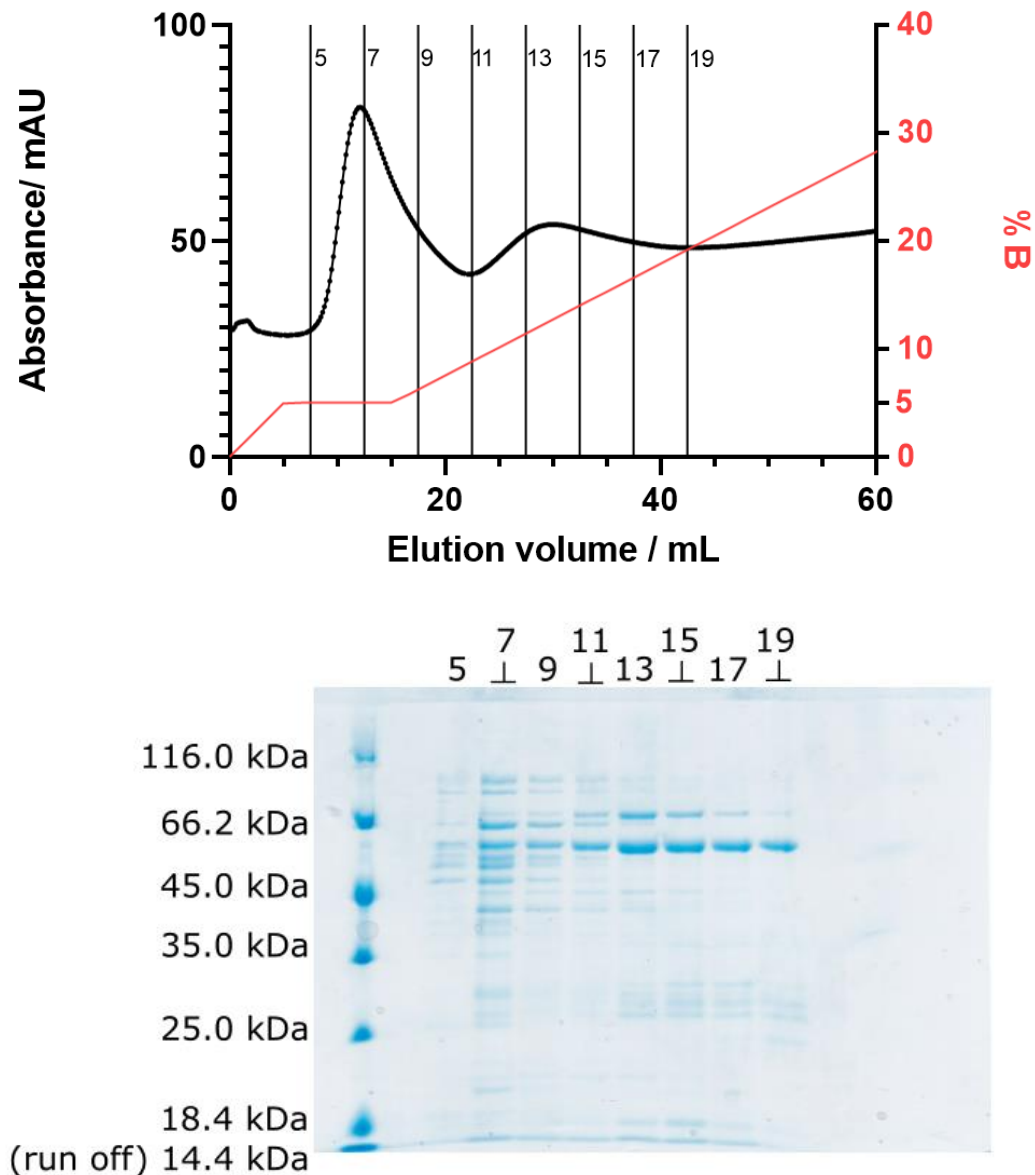 100
40
5 7 9 11 13 15 17 19
30
50
20
10
5
0
0
0 20 40 60
Absorbance/ mAU
% B
Elution volume / mL
7 11 15 19
5 ⊥ 9 ⊥ 13 ⊥ 17 ⊥
116.0 kDa
66.2 kDa
45.0 kDa
35.0 kDa
25.0 kDa
18.4 kDa
(run off) 14.4 kDa